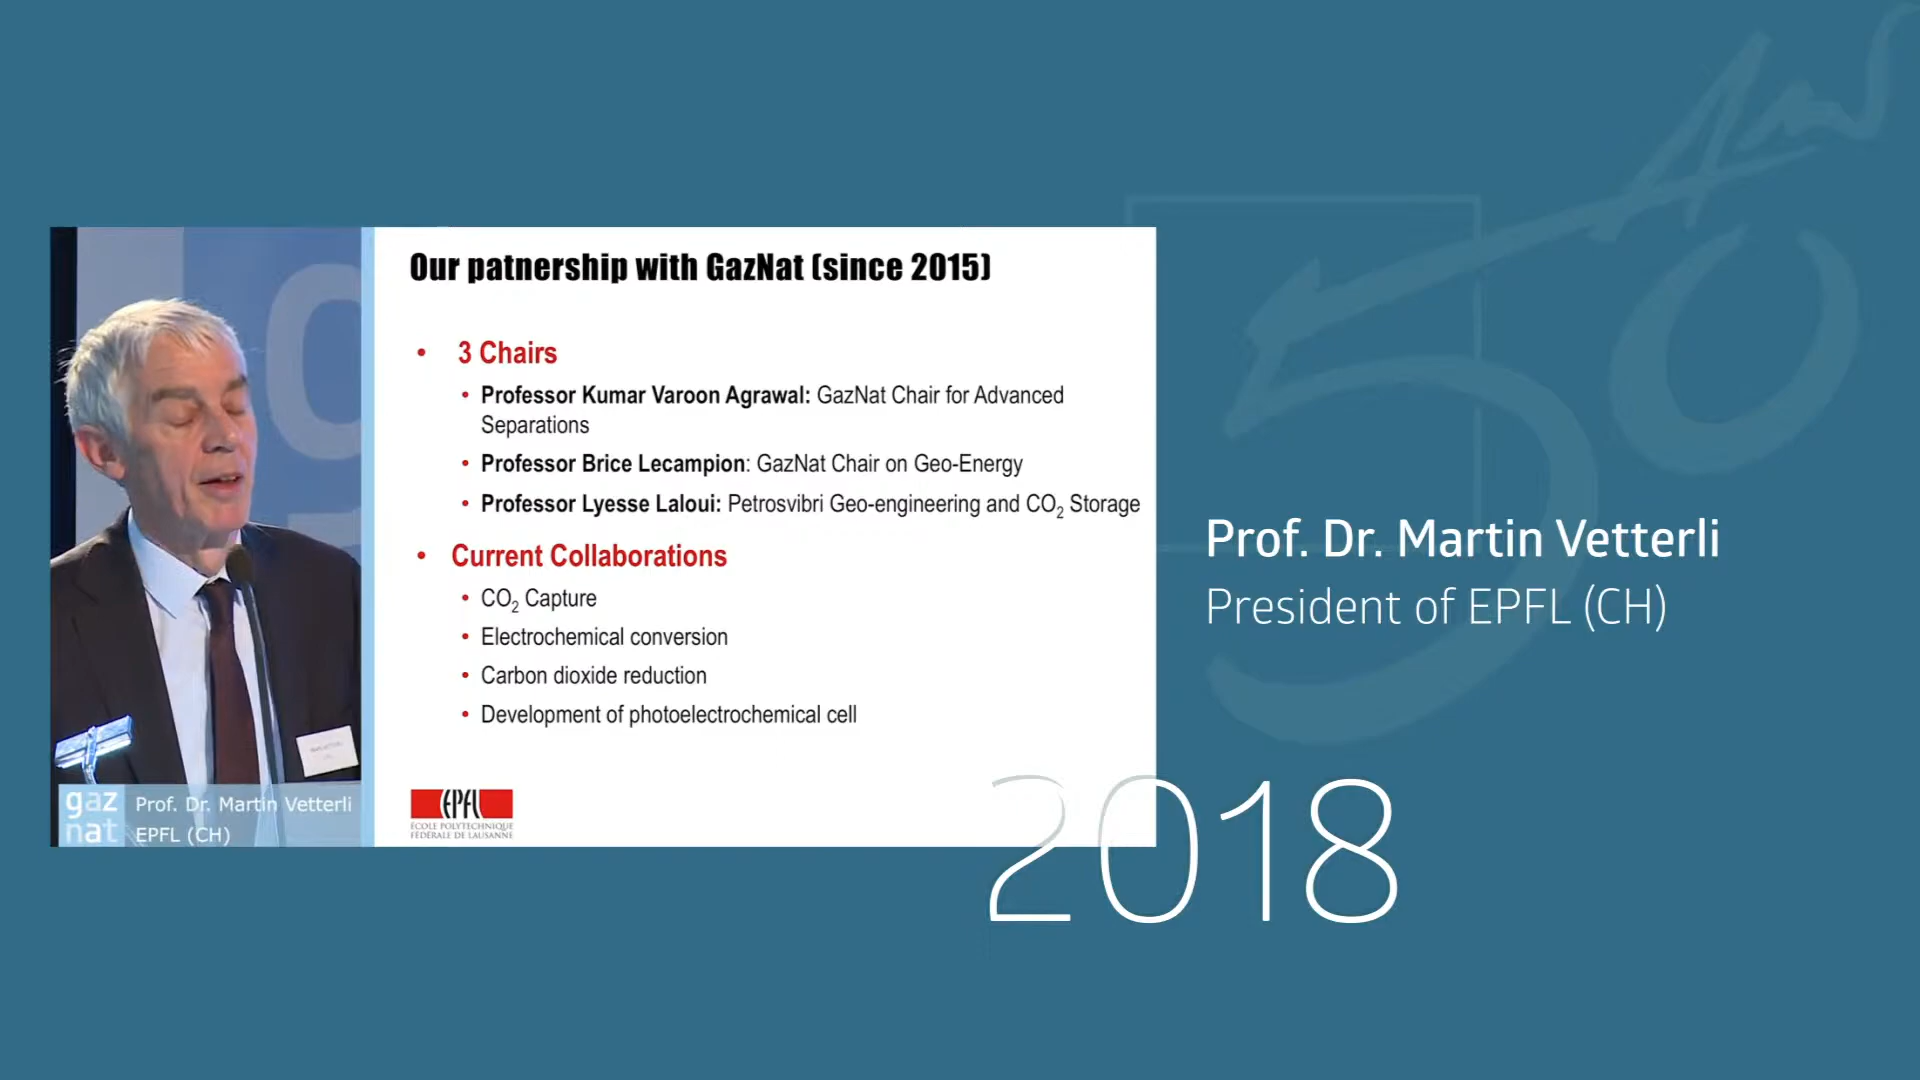 Our patnership with GazNat (since 2015)
• 3 Chairs
• Professor Kumar Varoon Agrawal: GazNat Chair for Advanced
Separations
• Professor Brice Lecampion: GazNat Chair on Geo-Energy
• Professor Lyesse Laloui: Petrosvibri Geo-engineering and CO₂ Storage
• Current Collaborations
• CO₂ Capture
• Electrochemical conversion
• Carbon dioxide reduction
• Development of photoelectrochemical cell
EPFL
ÉCOLE POLYTECHNIQUE
FÉDÉRALE DE LAUSANNE
gaz
nat
Prof. Dr. Martin Vetterli
EPFL (CH)
Prof. Dr. Martin Vetterli
President of EPFL (CH)
2018
50